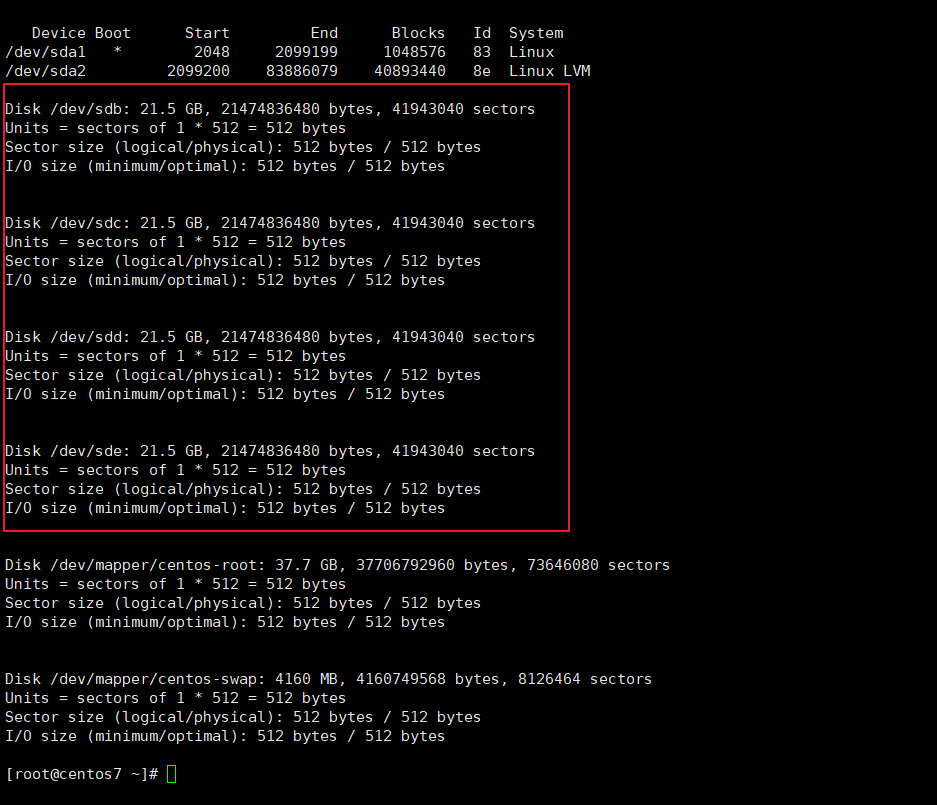 Device Boot      Start         End      Blocks   Id  System
/dev/sda1   *        2048     2099199     1048576   83  Linux
/dev/sda2         2099200    83886079    40893440   8e  Linux LVM
Disk /dev/sdb: 21.5 GB, 21474836480 bytes, 41943040 sectors
Units = sectors of 1 * 512 = 512 bytes
Sector size (logical/physical): 512 bytes / 512 bytes
I/O size (minimum/optimal): 512 bytes / 512 bytes
Disk /dev/sdc: 21.5 GB, 21474836480 bytes, 41943040 sectors
Units = sectors of 1 * 512 = 512 bytes
Sector size (logical/physical): 512 bytes / 512 bytes
I/O size (minimum/optimal): 512 bytes / 512 bytes
Disk /dev/sdd: 21.5 GB, 21474836480 bytes, 41943040 sectors
Units = sectors of 1 * 512 = 512 bytes
Sector size (logical/physical): 512 bytes / 512 bytes
I/O size (minimum/optimal): 512 bytes / 512 bytes
Disk /dev/sde: 21.5 GB, 21474836480 bytes, 41943040 sectors
Units = sectors of 1 * 512 = 512 bytes
Sector size (logical/physical): 512 bytes / 512 bytes
I/O size (minimum/optimal): 512 bytes / 512 bytes
Disk /dev/mapper/centos-root: 37.7 GB, 37706792960 bytes, 73646080 sectors
Units = sectors of 1 * 512 = 512 bytes
Sector size (logical/physical): 512 bytes / 512 bytes
I/O size (minimum/optimal): 512 bytes / 512 bytes
Disk /dev/mapper/centos-swap: 4160 MB, 4160749568 bytes, 8126464 sectors
Units = sectors of 1 * 512 = 512 bytes
Sector size (logical/physical): 512 bytes / 512 bytes
I/O size (minimum/optimal): 512 bytes / 512 bytes
[root@centos7 ~]#